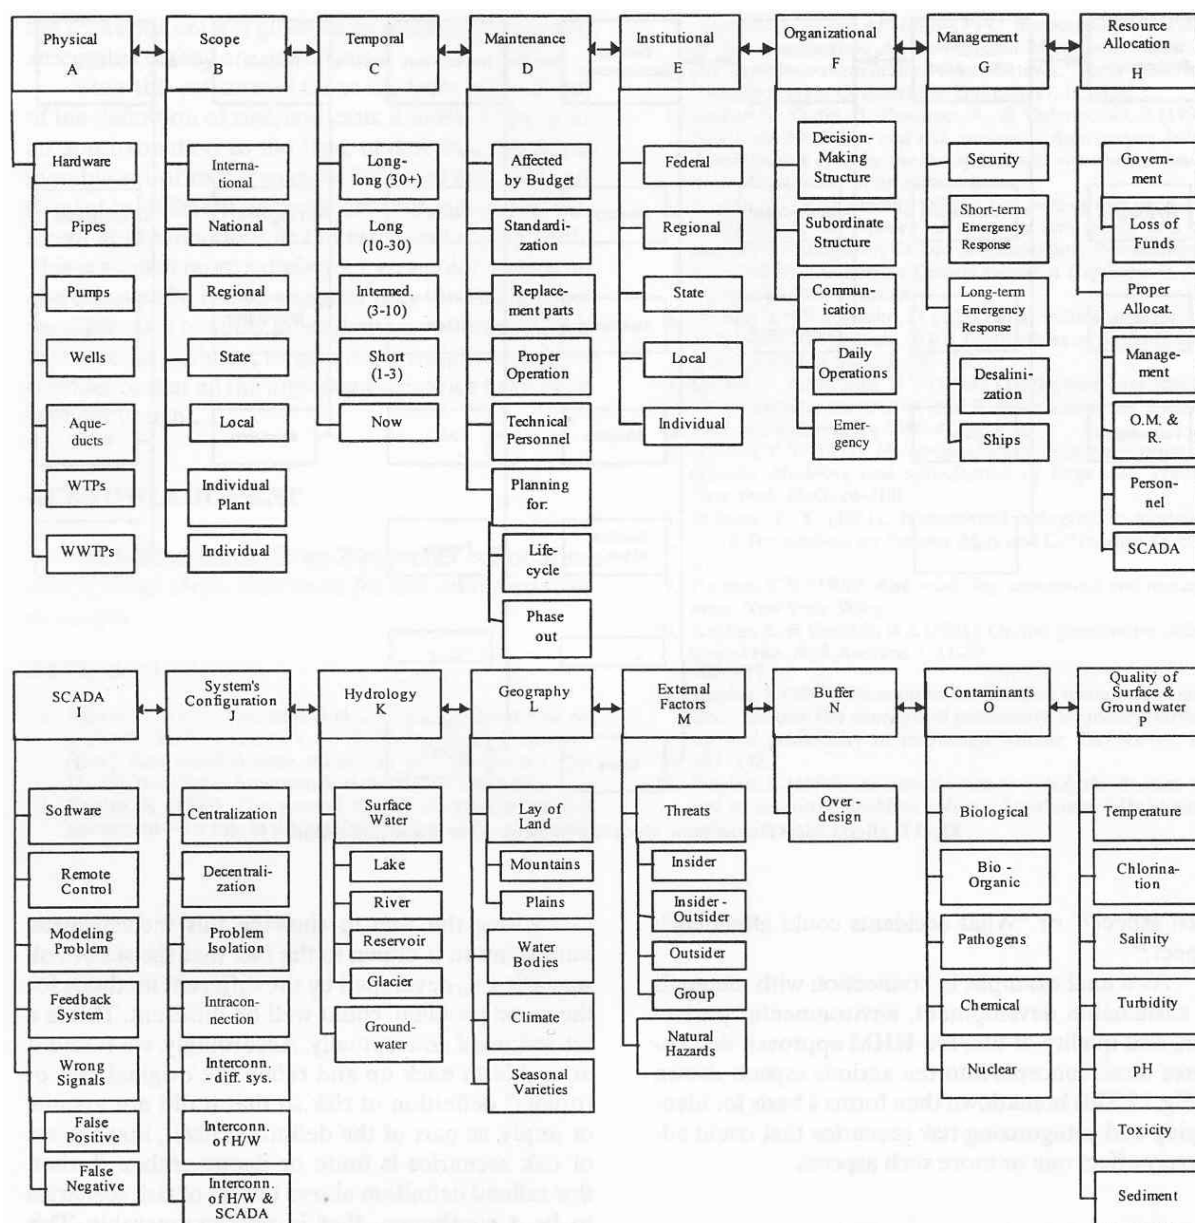 Physical
A
Scope
B
Temporal
C
Maintenance
D
Institutional
E
Organizational
F
Management
G
Resource
Allocation
H
Hardware
Pipes
Pumps
Wells
Aque-
ducts
WTPs
WWTPs
Interna-
tional
National
Regional
State
Local
Individual
Plant
Individual
Long-
long (30+)
Long
(10-30)
Intermed.
(3-10)
Short
(1-3)
Now
Affected
by Budget
Standardi-
zation
Replace-
ment parts
Proper
Operation
Technical
Personnel
Planning
for:
Life-
cycle
Phase
out
Federal
Regional
State
Local
Individual
Decision-
Making
Structure
Subordinate
Structure
Commun-
ication
Daily
Operations
Emer-
gency
Security
Short-term
Emergency
Response
Long-term
Emergency
Response
Desalini-
zation
Ships
Govern-
ment
Loss of
Funds
Proper
Allocat.
Manage-
ment
O.M. &
R.
Person-
nel
SCADA
SCADA
I
System's
Configuration
J
Hydrology
K
Geography
L
External
Factors
M
Buffer
N
Contaminants
O
Quality of
Surface &
Groundwater
P
Software
Remote
Control
Modeling
Problem
Feedback
System
Wrong
Signals
False
Positive
False
Negative
Centralization
Decentrali-
zation
Problem
Isolation
Intracon-
nection
Interconn.
- diff. sys.
Interconn.
of H/W
Interconn.
of H/W &
SCADA
Surface
Water
Lake
River
Reservoir
Glacier
Ground-
water
Lay of
Land
Mountains
Plains
Water
Bodies
Climate
Seasonal
Varieties
Threats
Insider
Insider -
Outsider
Outsider
Group
Natural
Hazards
Over -
design
Biological
Bio -
Organic
Pathogens
Chemical
Nuclear
Temperature
Chlorina-
tion
Salinity
Turbidity
pH
Toxicity
Sediment